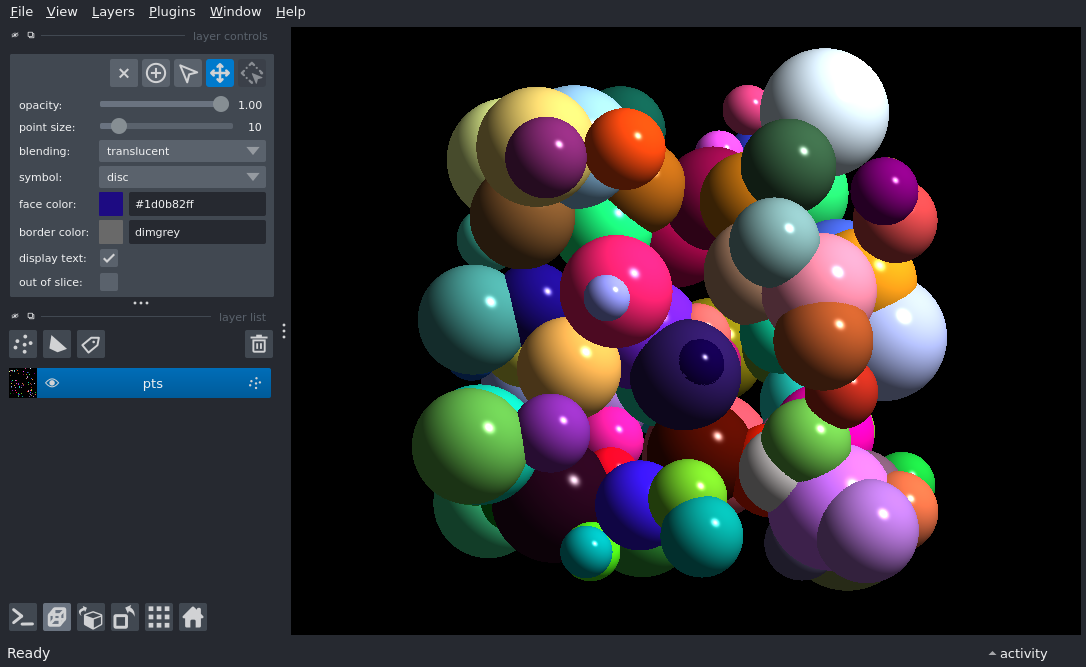 File View Layers Plugins Window Help
layer controls
opacity: 1.00
point size: 10
blending: translucent
symbol: disc
face color: #1d0b82ff
border color: dimgrey
display text:
out of slice:
layer list
pts
Ready activity